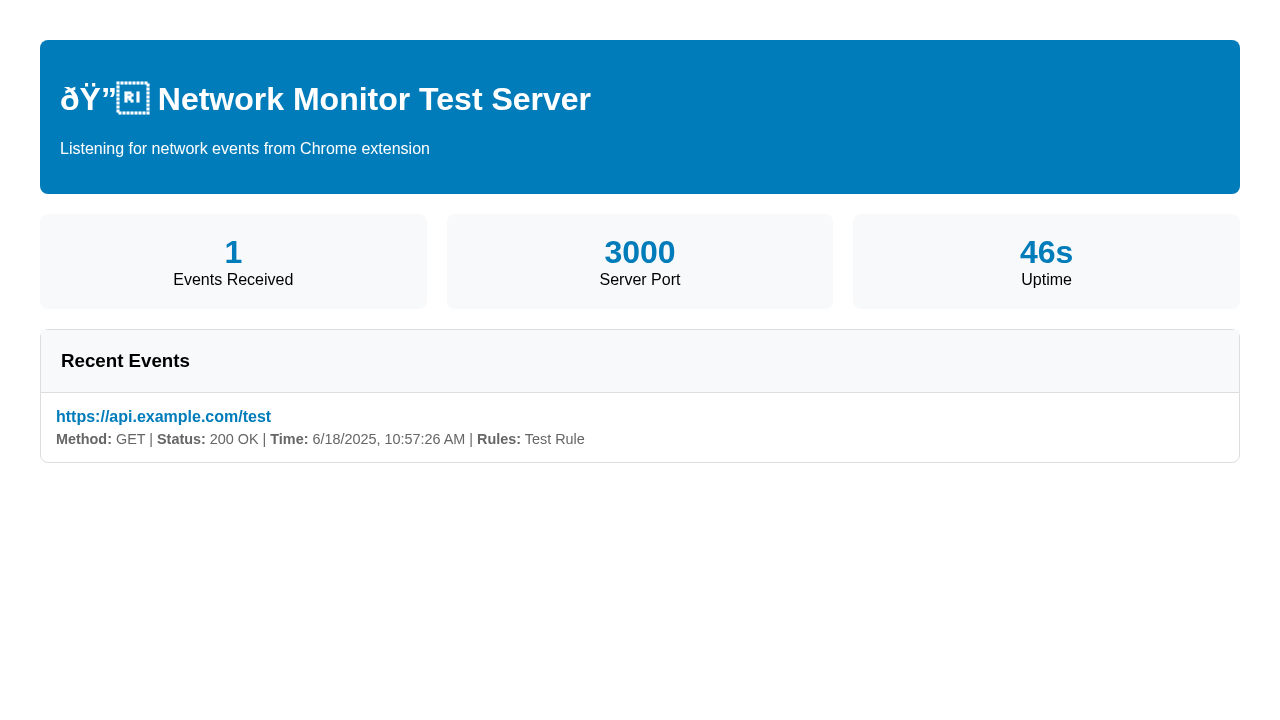 ðŸ” Network Monitor Test Server
Listening for network events from Chrome extension
1
Events Received
3000
Server Port
46s
Uptime
Recent Events
https://api.example.com/test
Method: GET | Status: 200 OK | Time: 6/18/2025, 10:57:26 AM | Rules: Test Rule